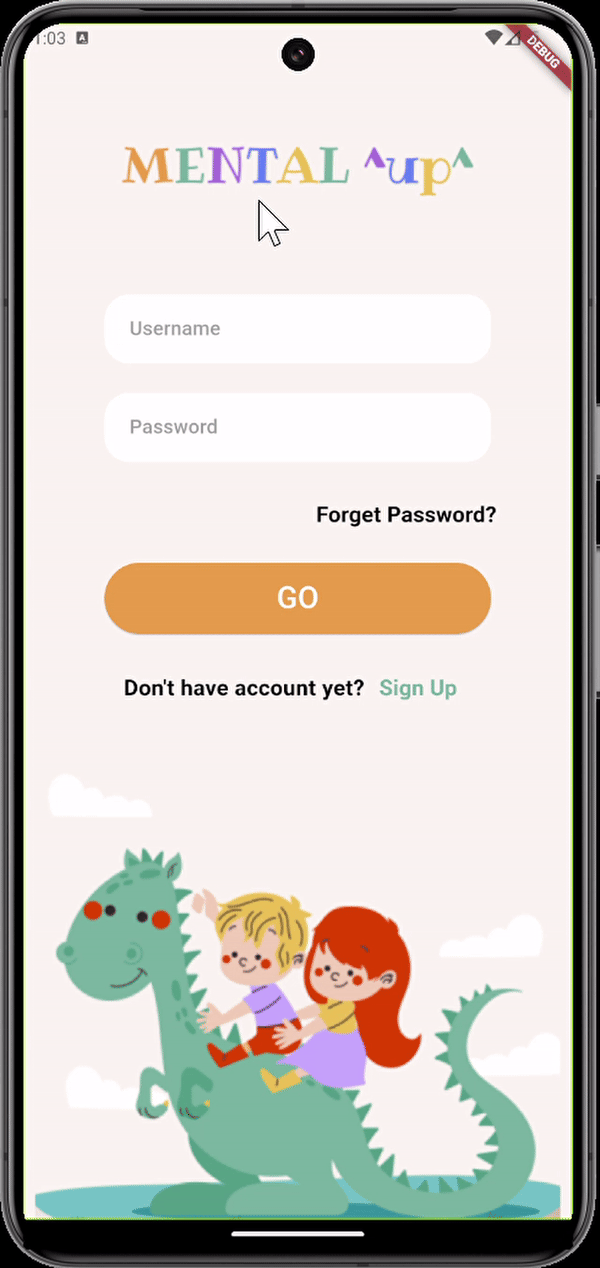 1:03 A
DEBUG
MENTAL ^up^
Username
Password
Forget Password?
GO
Don't have account yet? Sign Up